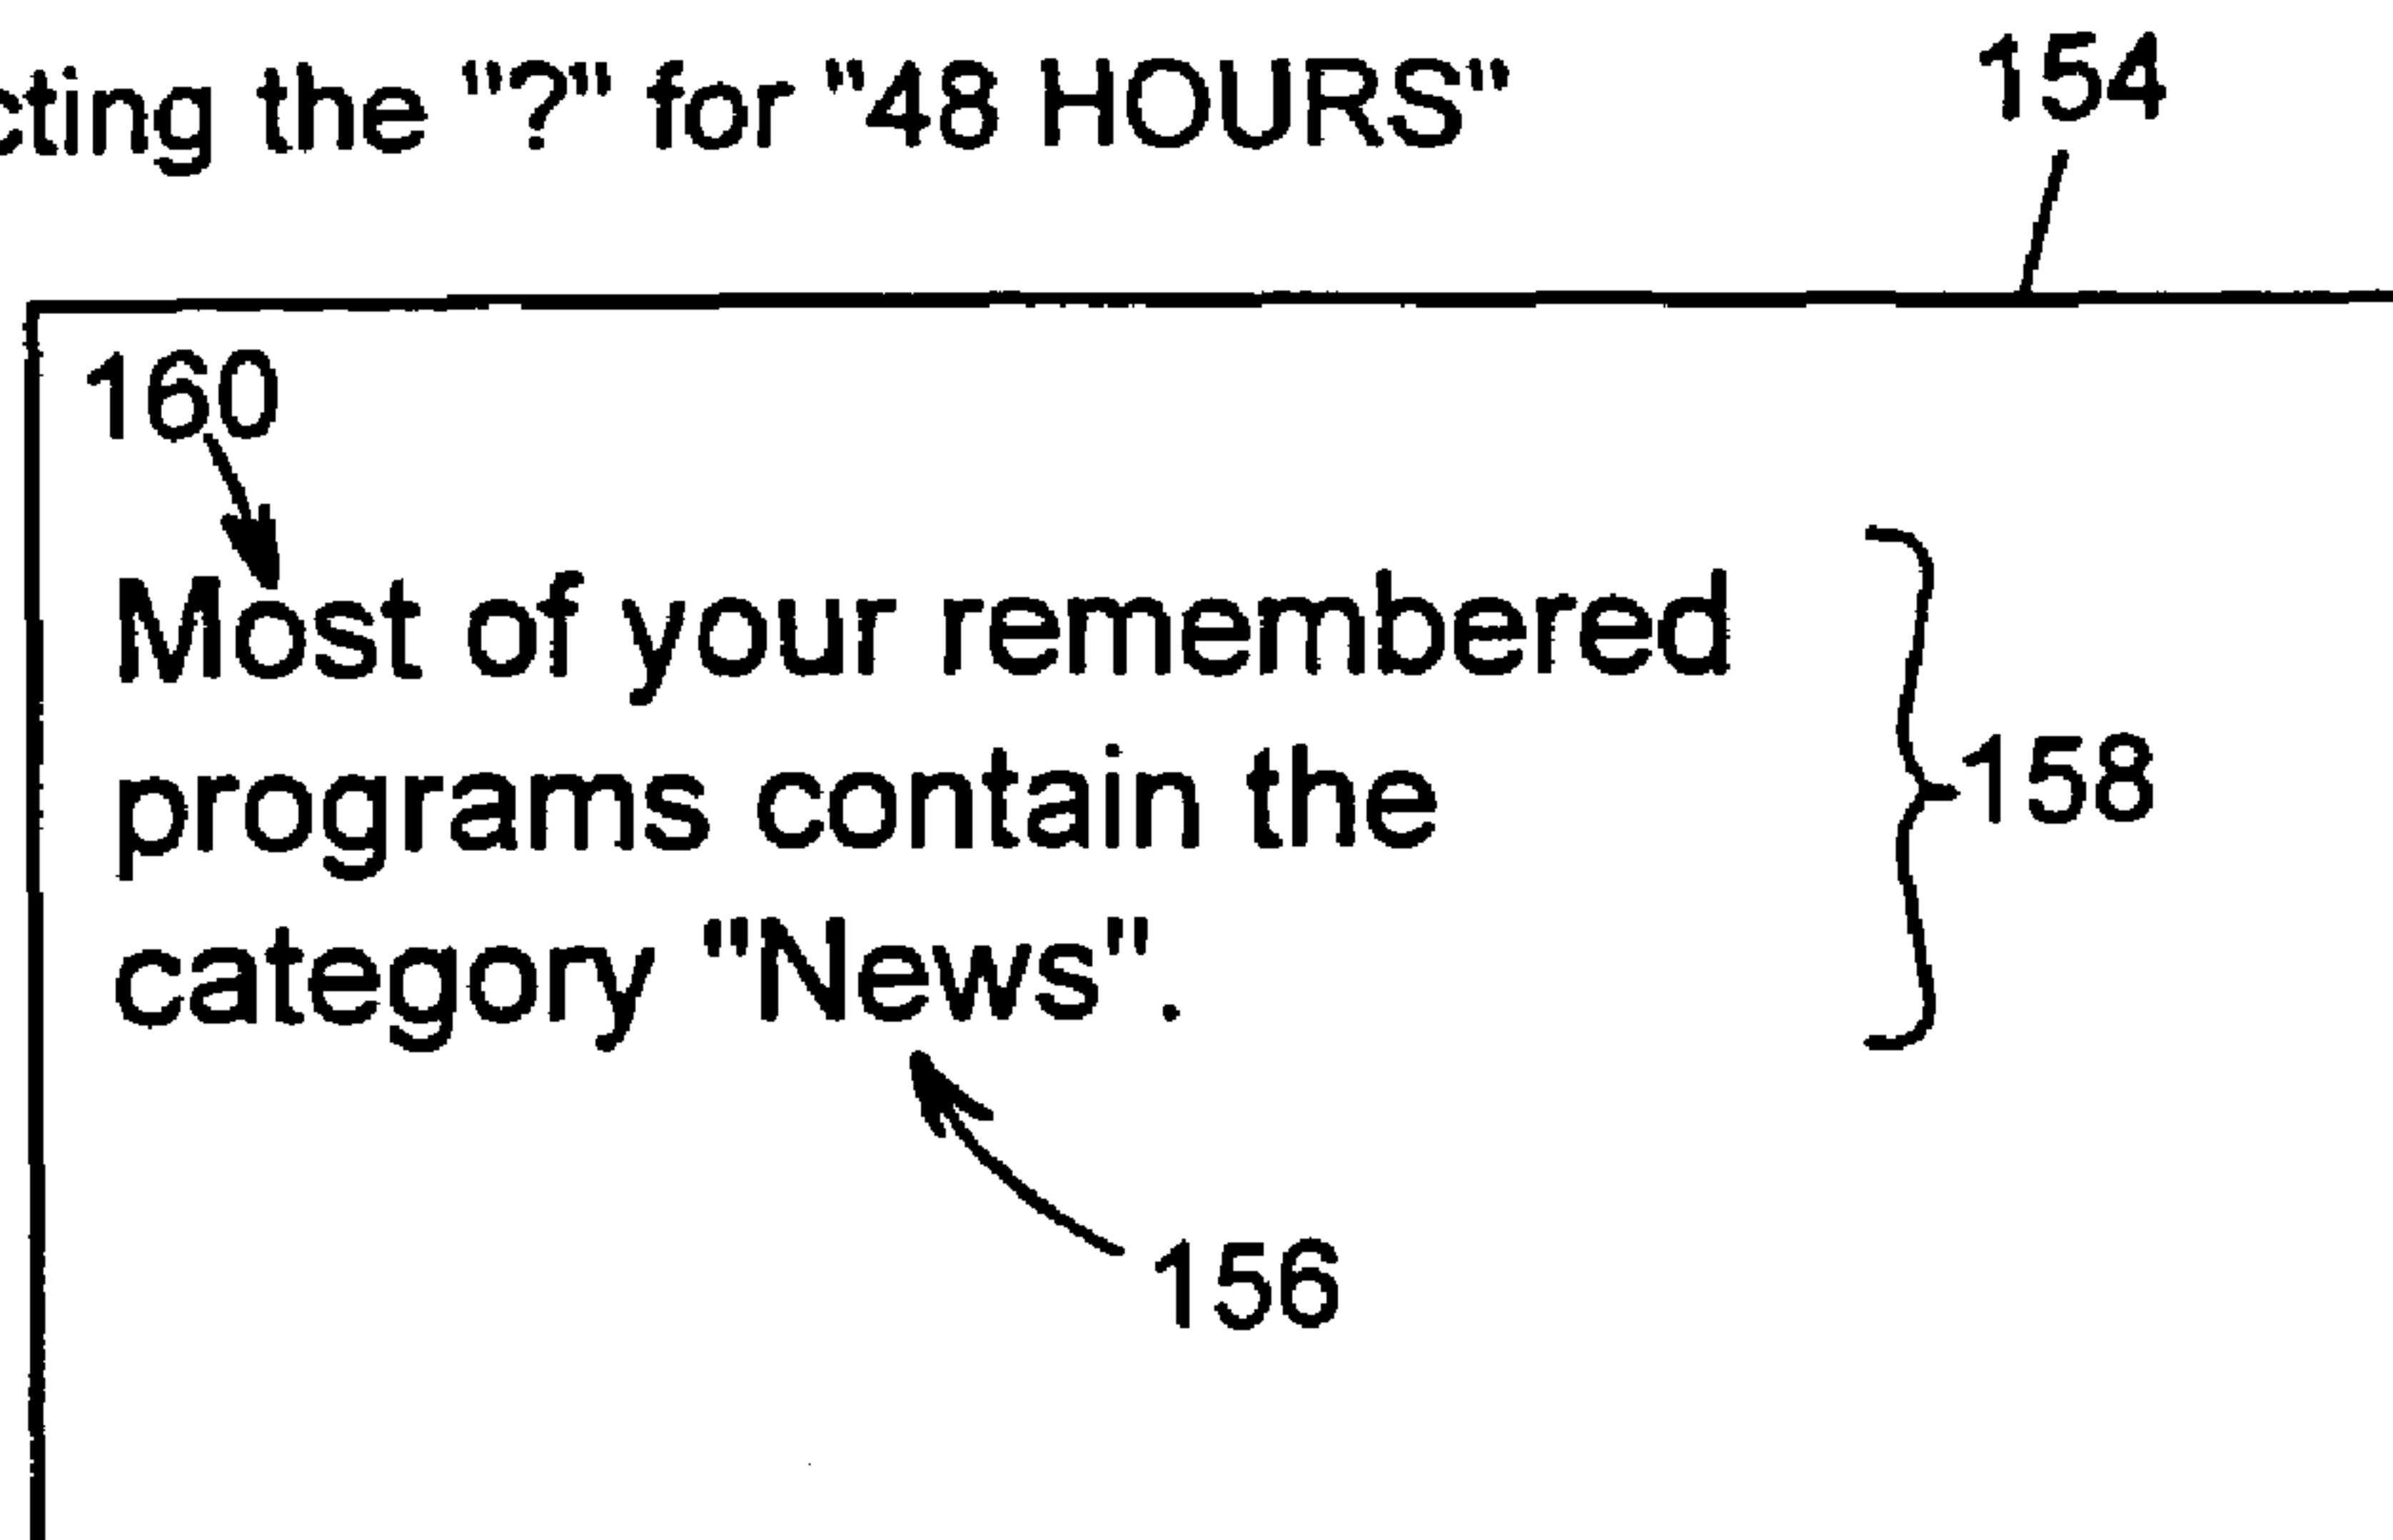 cting the "?" for "48 HOURS"
154
160
Most of your remembered
programs contain the
category "News".
158
156